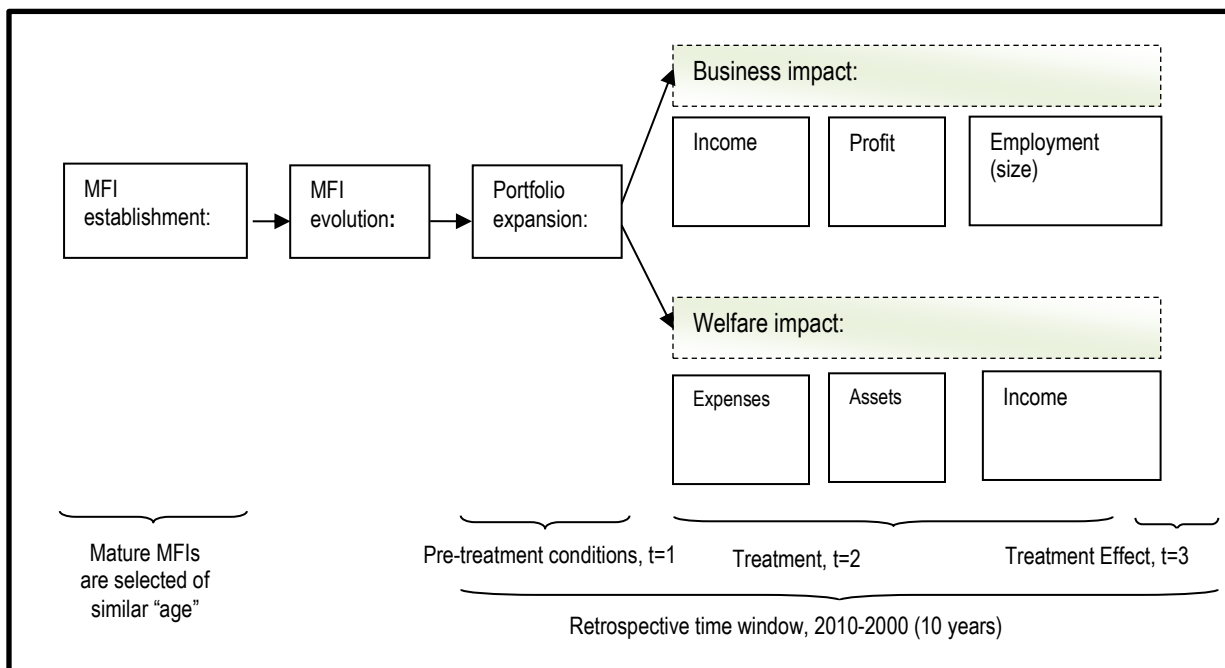 Business impact:
Income
Profit
Employment
(size)
MFI
establishment:
MFI
evolution:
Portfolio
expansion:
Welfare impact:
Expenses
Assets
Income
Mature MFIs
are selected of
similar “age”
Pre-treatment conditions, t=1
Treatment, t=2
Treatment Effect, t=3
Retrospective time window, 2010-2000 (10 years)